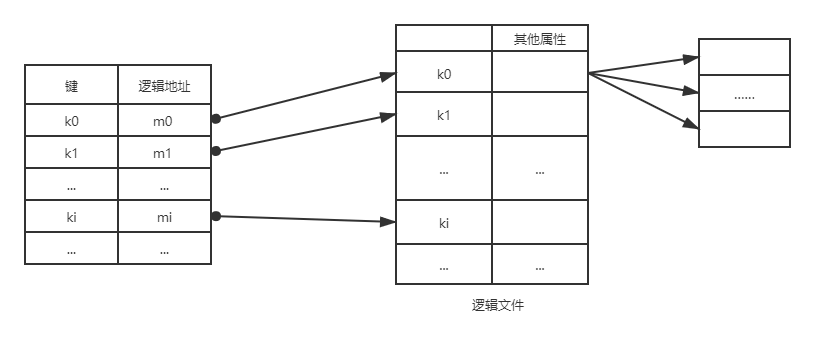 键 逻辑地址
k0 m0
k1 m1
... ...
ki mi
... ...
其他属性
k0
k1
... ...
ki
... ...
逻辑文件
......